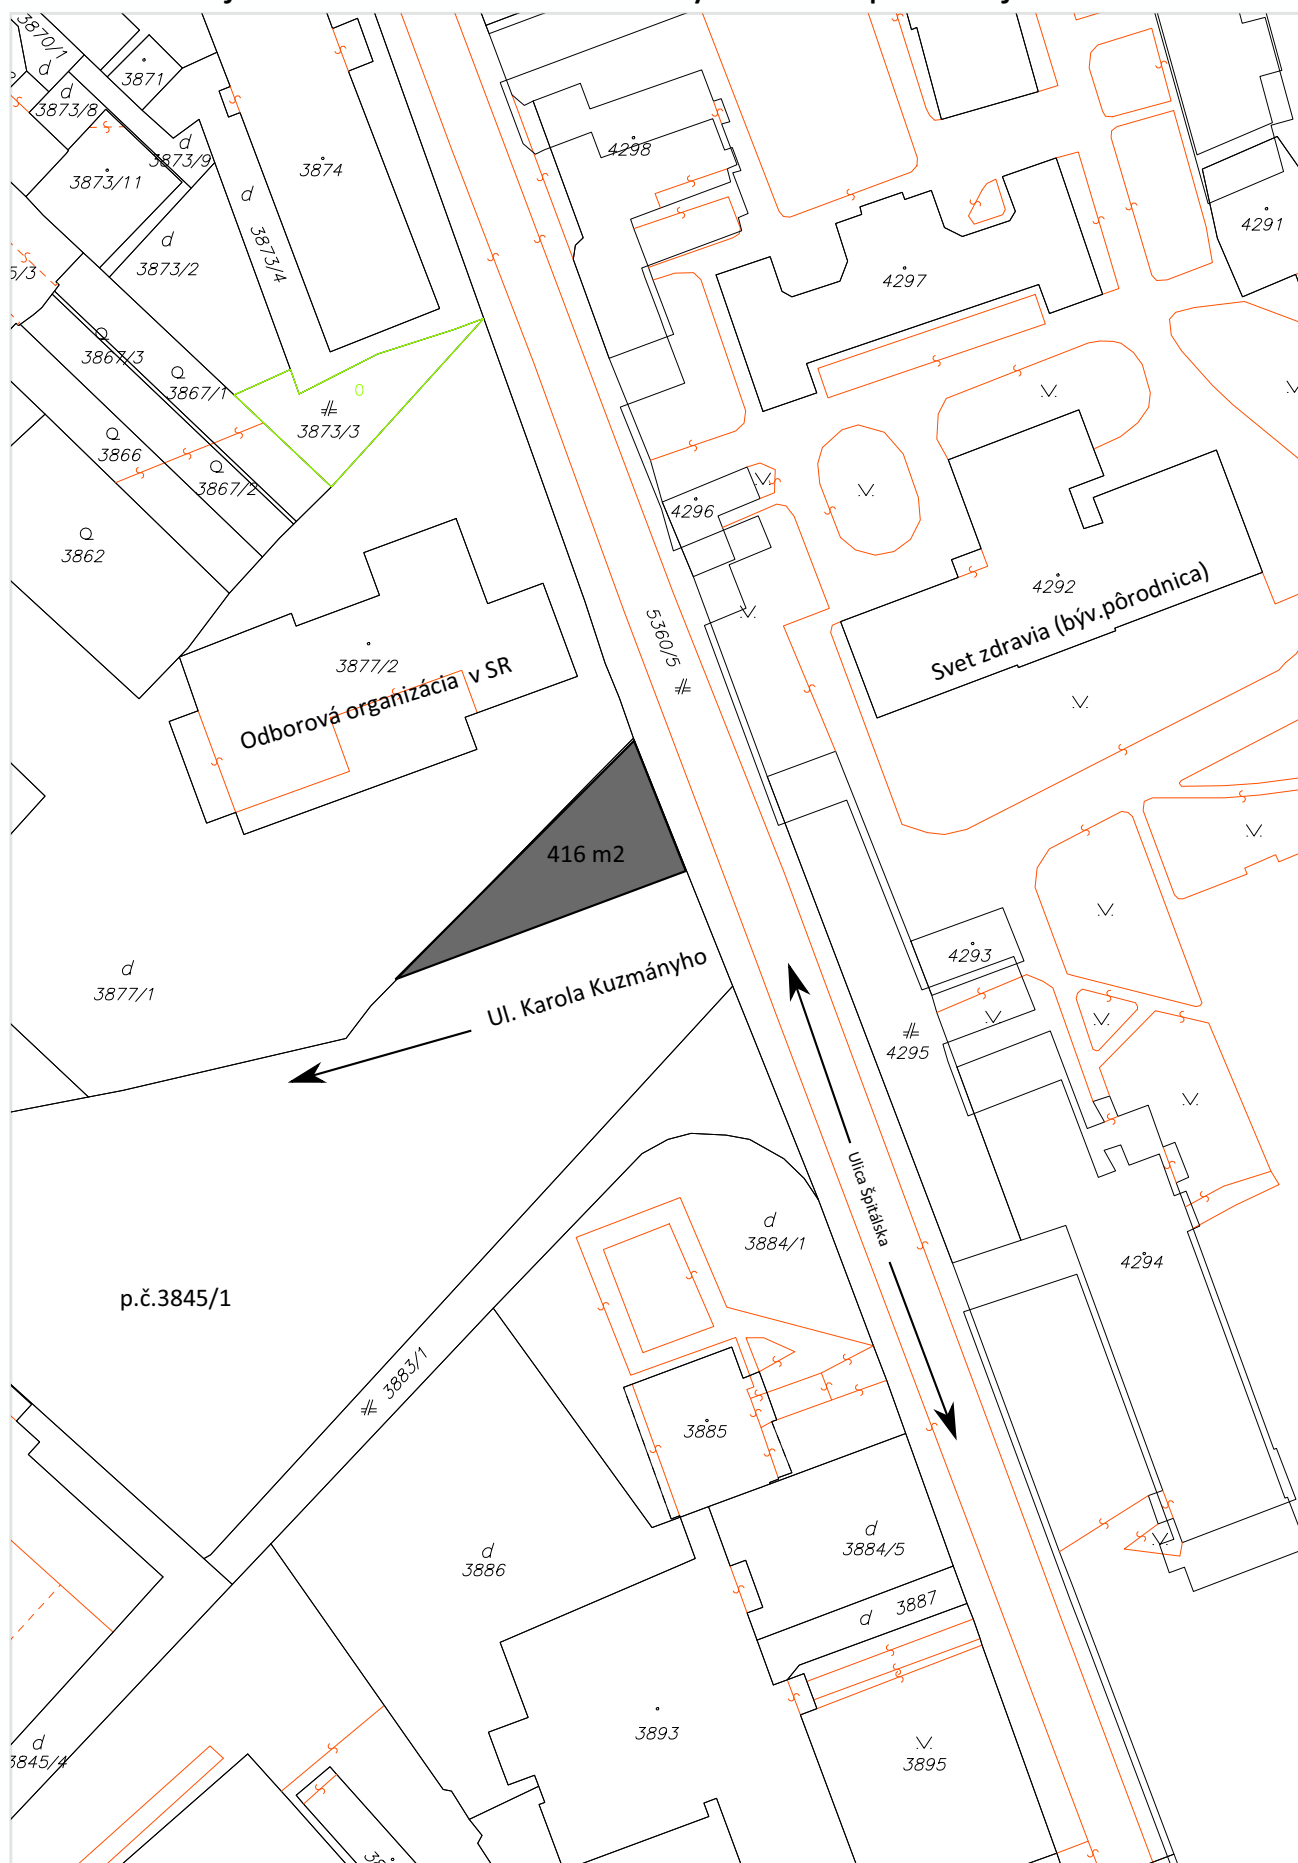 3870/1
d
3871
d
3873/8
d
3873/9
3873/11
3874
4298
d
4291
d
3873/2
3873/4
4297
5/3
3867/3
3867/1
0
3873/3
3866
3867/2
4296
3862
4292
5360/5
Svet zdravia (býv.pôrodnica)
3877/2
Odborová organizácia v SR
416 m2
4293
d
3877/1
Ul. Karola Kuzmányho
4295
Ulica Špitálska
d
3884/1
4294
p.č.3845/1
3883/1
3885
d
3884/5
d
3886
d 3887
3893
3895
d
3845/4